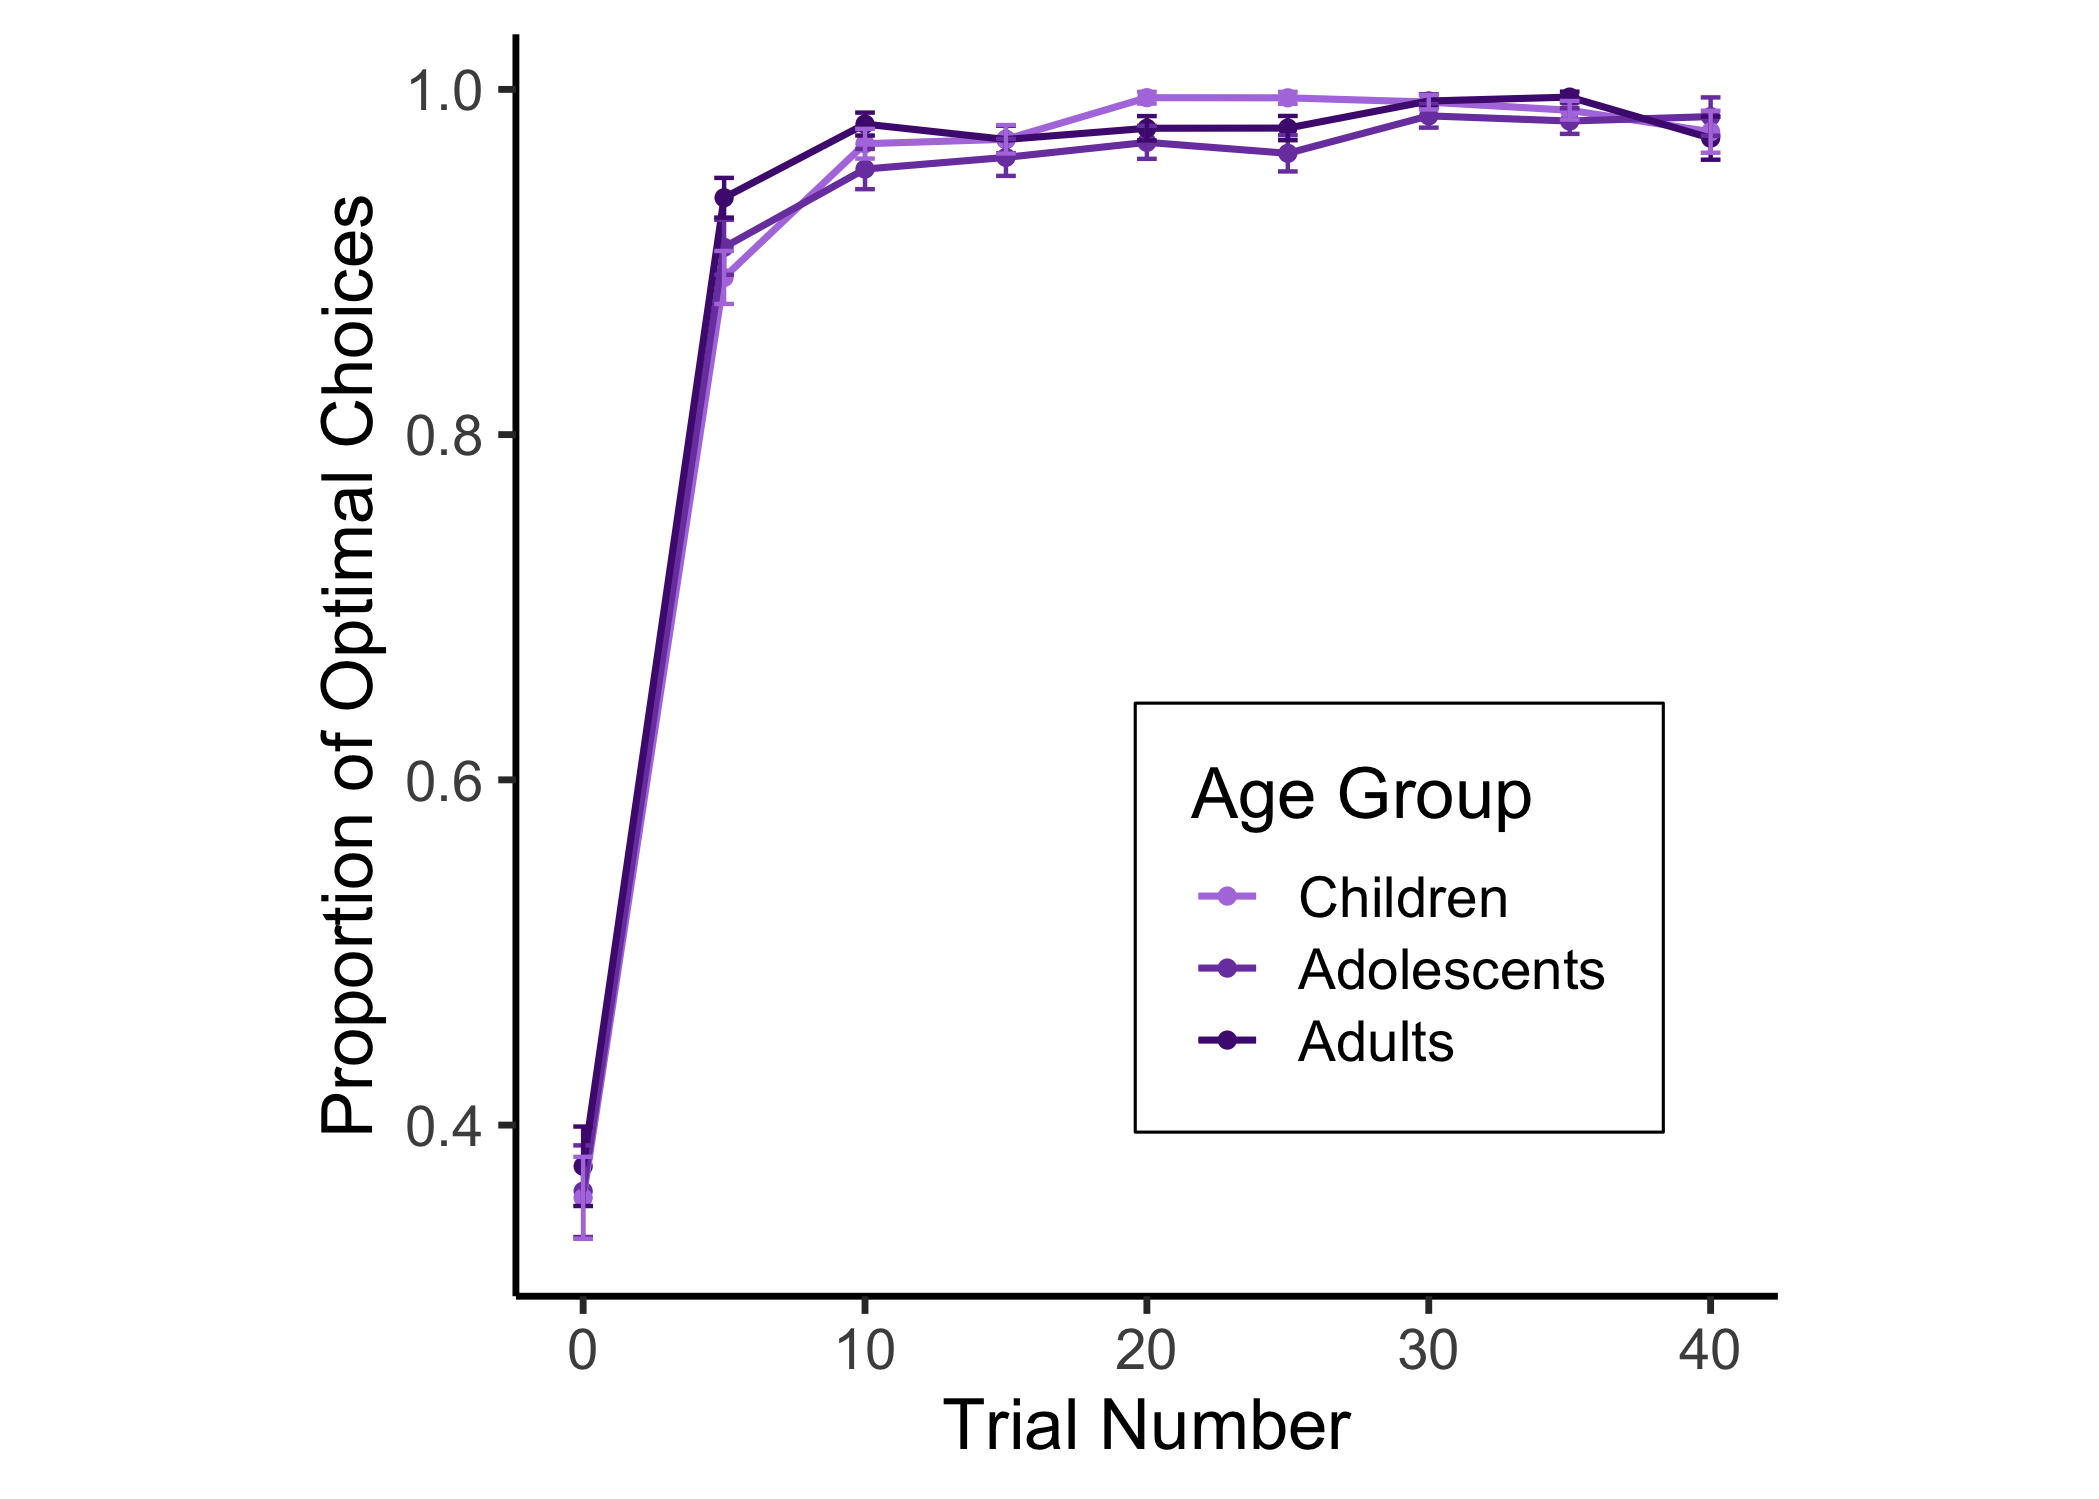 Proportion of Optimal Choices
1.0
0.8
0.6
0.4
Age Group
Children
Adolescents
Adults
0 10 20 30 40
Trial Number